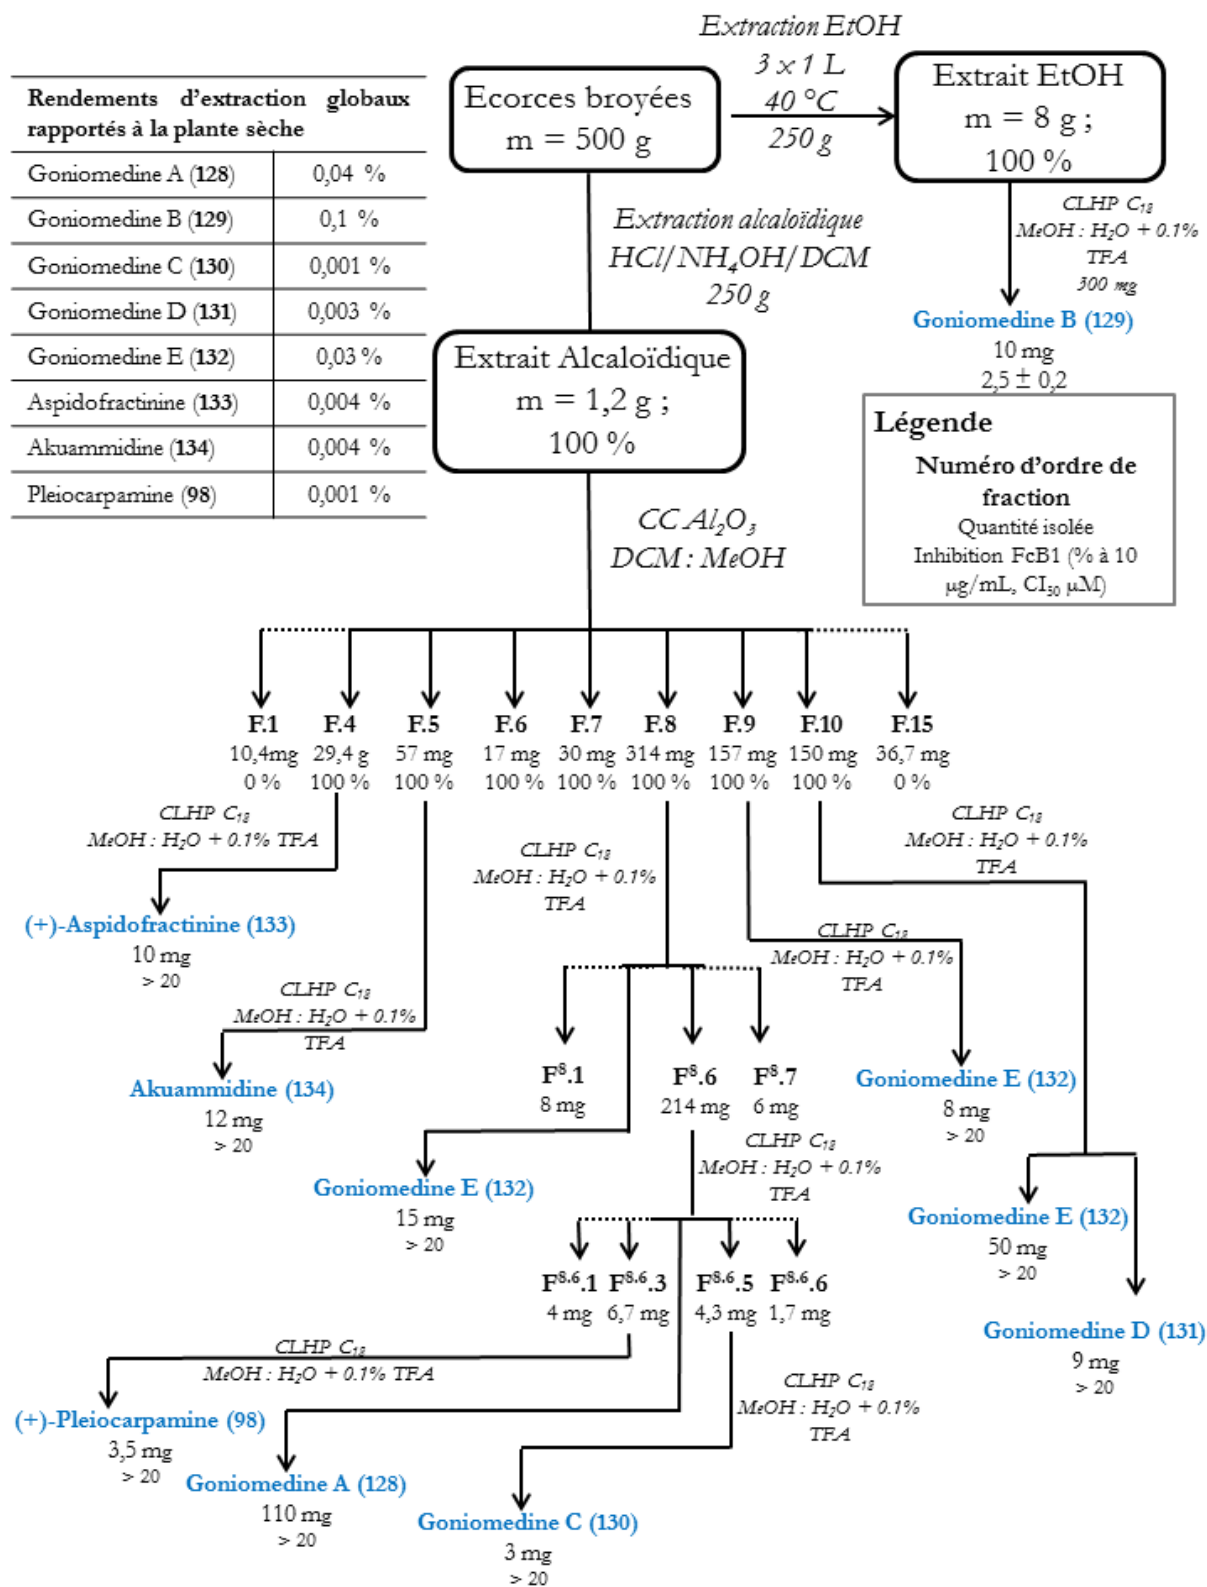 Rendements d'extraction globaux
rapportés à la plante sèche
Goniomedine A (128) 0,04 %
Goniomedine B (129) 0,1 %
Goniomedine C (130) 0,001 %
Goniomedine D (131) 0,003 %
Goniomedine E (132) 0,03 %
Aspidofractinine (133) 0,004 %
Akuammidine (134) 0,004 %
Pleiocarpamine (98) 0,001 %
Ecorces broyées
m = 500 g
Extraction EtOH
3 x 1 L
40 °C
250 g
Extrait EtOH
m = 8 g ;
100 %
CLHP C₁₈
MeOH : H₂O + 0.1%
TFA
300 mg
Goniomedine B (129)
10 mg
2,5 ± 0,2
Extraction alcaloïdique
HCl/NH₄OH/DCM
250 g
Extrait Alcaloïdique
m = 1,2 g ;
100 %
Légende
Numéro d'ordre de
fraction
Quantité isolée
Inhibition FcB1 (% à 10
µg/mL, CI₅₀ µM)
CC Al₂O₃
DCM : MeOH
F.1 F.4 F.5 F.6 F.7 F.8 F.9 F.10 F.15
10,4mg 29,4 g 57 mg 17 mg 30 mg 314 mg 157 mg 150 mg 36,7 mg
0 % 100 % 100 % 100 % 100 % 100 % 100 % 100 % 0 %
CLHP C₁₈
MeOH : H₂O + 0.1% TFA
(+)-Aspidofractinine (133)
10 mg
> 20
CLHP C₁₈
MeOH : H₂O + 0.1%
TFA
Akuammidine (134)
12 mg
> 20
CLHP C₁₈
MeOH : H₂O + 0.1%
TFA
CLHP C₁₈
MeOH : H₂O + 0.1%
TFA
CLHP C₁₈
MeOH : H₂O + 0.1%
TFA
F⁸.1 F⁸.6 F⁸.7
8 mg 214 mg 6 mg
Goniomedine E (132)
8 mg
> 20
Goniomedine E (132)
15 mg
> 20
CLHP C₁₈
MeOH : H₂O + 0.1%
TFA
Goniomedine E (132)
50 mg
> 20
Goniomedine D (131)
9 mg
> 20
F⁸·⁶.1 F⁸·⁶.3 F⁸·⁶.5 F⁸·⁶.6
4 mg 6,7 mg 4,3 mg 1,7 mg
CLHP C₁₈
MeOH : H₂O + 0.1% TFA
(+)-Pleiocarpamine (98)
3,5 mg
> 20
Goniomedine A (128)
110 mg
> 20
CLHP C₁₈
MeOH : H₂O + 0.1%
TFA
Goniomedine C (130)
3 mg
> 20